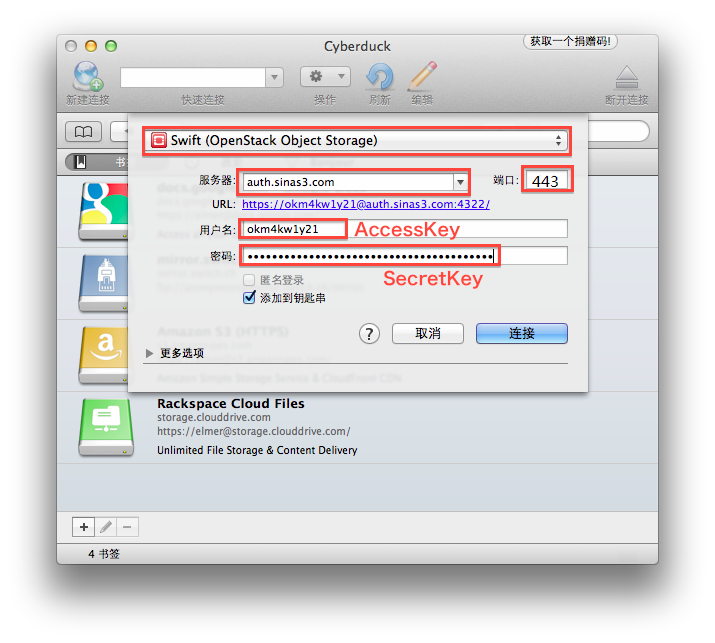 Cyberduck
获取一个捐赠码!
新建连接
快速连接
操作
刷新
编辑
断开连接
Swift (OpenStack Object Storage)
服务器: auth.sinas3.com 端口: 443
URL: https://okm4kw1y21@auth.sinas3.com:4322/
用户名: okm4kw1y21 AccessKey
密码: ••••••••••••••••••••••••••••••••••••••••
SecretKey
匿名登录
添加到钥匙串
? 取消 连接
更多选项
Amazon S3 (HTTPS)
Amazon Simple Storage Service & CloudFront CDN
Rackspace Cloud Files
storage.clouddrive.com
https://elmer@storage.clouddrive.com/
Unlimited File Storage & Content Delivery
4 书签